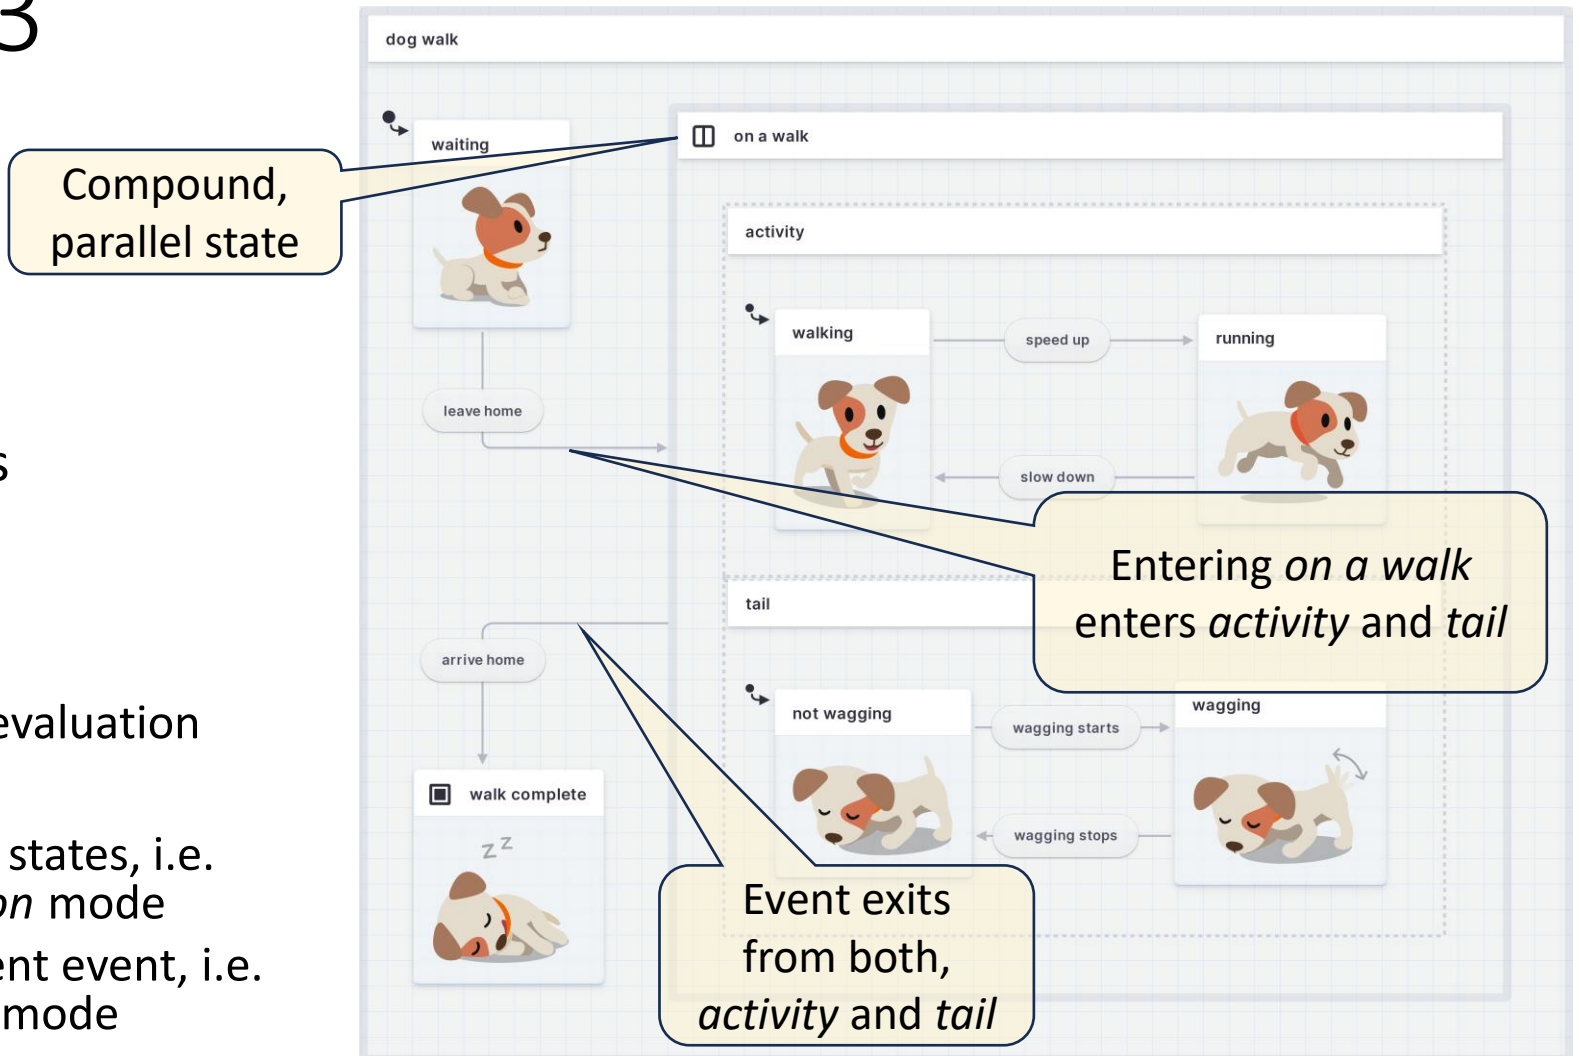 3
dog walk
waiting
on a walk
Compound,
parallel state
activity
walking
speed up
running
leave home
s
slow down
Entering on a walk
enters activity and tail
tail
arrive home
evaluation
not wagging
wagging starts
wagging
walk complete
wagging stops
z z
states, i.e.
on mode
ent event, i.e.
mode
Event exits
from both,
activity and tail